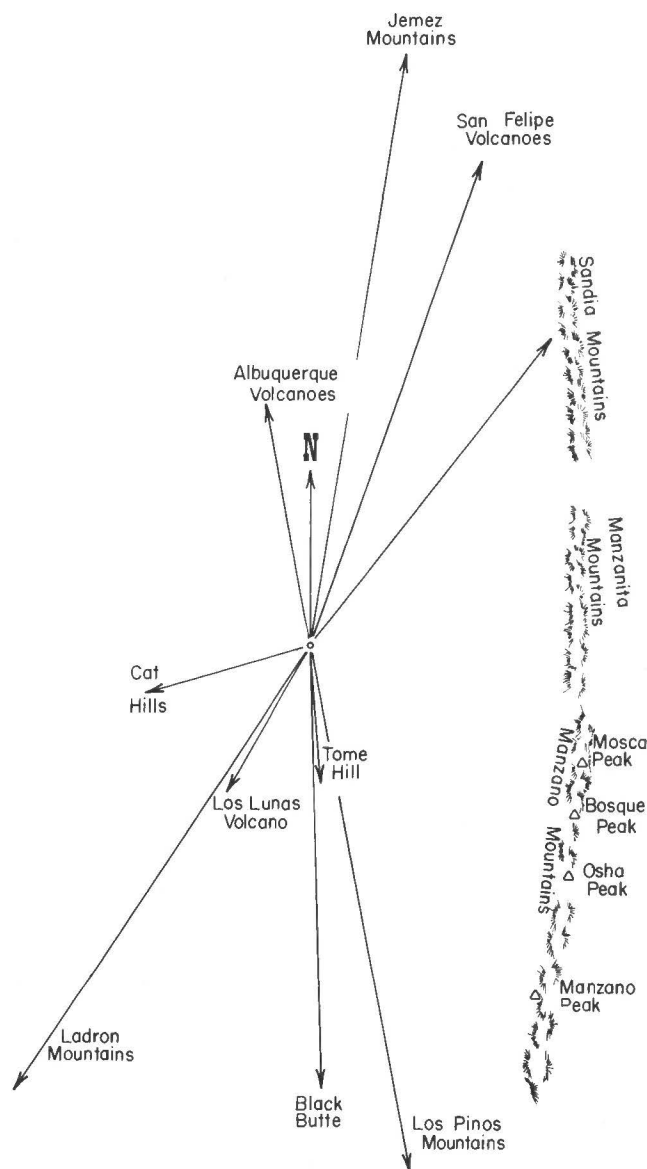 Jemez
Mountains
San Felipe
Volcanoes
Sandia Mountains
Albuquerque
Volcanoes
N
Manzanita
Mountains
Cat
Hills
Tome
Hill
Los Lunas
Volcano
Manzano Mountains
Mosca
Peak
Bosque
Peak
Osha
Peak
Manzano
Peak
Ladron
Mountains
Black
Butte
Los Pinos
Mountains